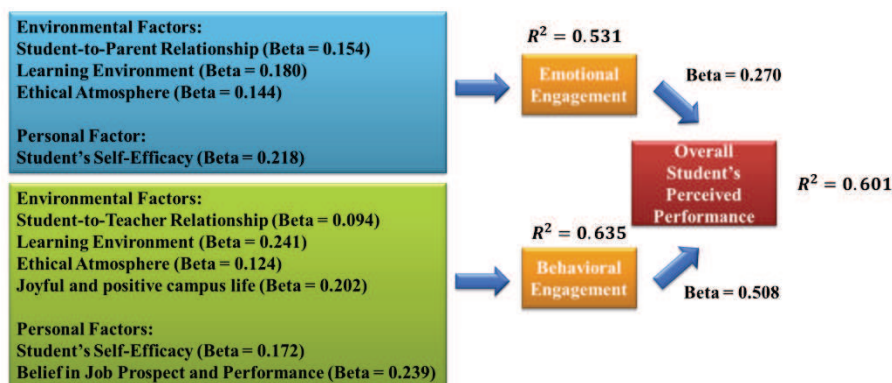 Environmental Factors:
Student-to-Parent Relationship (Beta = 0.154)
Learning Environment (Beta = 0.180)
Ethical Atmosphere (Beta = 0.144)
Personal Factor:
Student's Self-Efficacy (Beta = 0.218)
Environmental Factors:
Student-to-Teacher Relationship (Beta = 0.094)
Learning Environment (Beta = 0.241)
Ethical Atmosphere (Beta = 0.124)
Joyful and positive campus life (Beta = 0.202)
Personal Factors:
Student's Self-Efficacy (Beta = 0.172)
Belief in Job Prospect and Performance (Beta = 0.239)
R² = 0.531
Emotional
Engagement
R² = 0.635
Behavioral
Engagement
Beta = 0.270
Overall
Student's
Perceived
Performance
Beta = 0.508
R² = 0.601